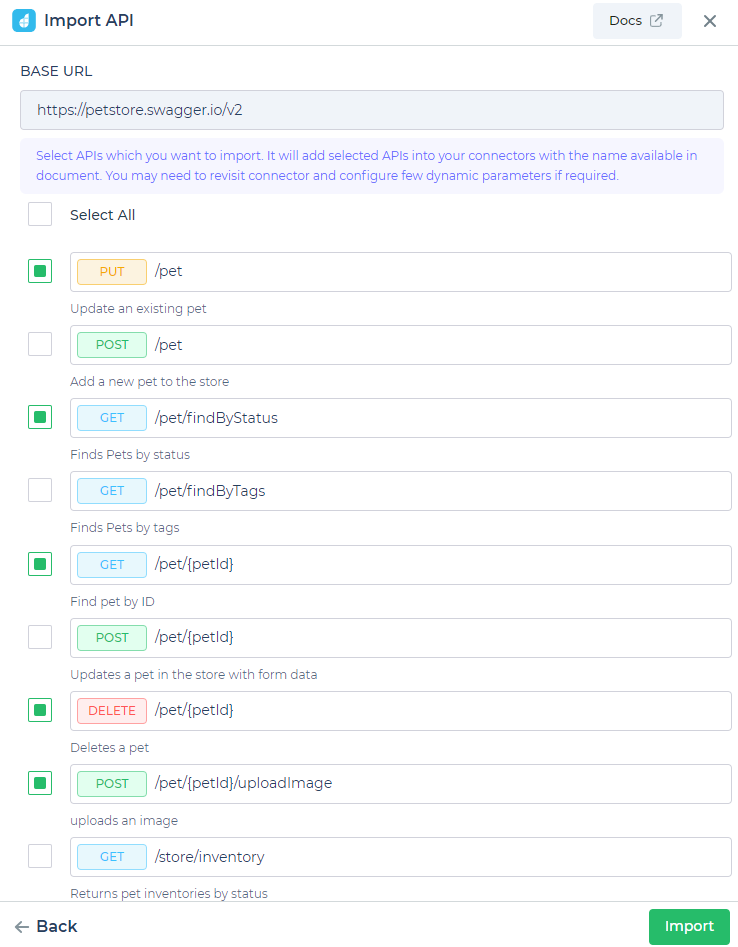 Import API
Docs
BASE URL
https://petstore.swagger.io/v2
Select APIs which you want to import. It will add selected APIs into your connectors with the name available in
document. You may need to revisit connector and configure few dynamic parameters if required.
Select All
PUT /pet
Update an existing pet
POST /pet
Add a new pet to the store
GET /pet/findByStatus
Finds Pets by status
GET /pet/findByTags
Finds Pets by tags
GET /pet/{petId}
Find pet by ID
POST /pet/{petId}
Updates a pet in the store with form data
DELETE /pet/{petId}
Deletes a pet
POST /pet/{petId}/uploadImage
uploads an image
GET /store/inventory
Returns pet inventories by status
Back
Import